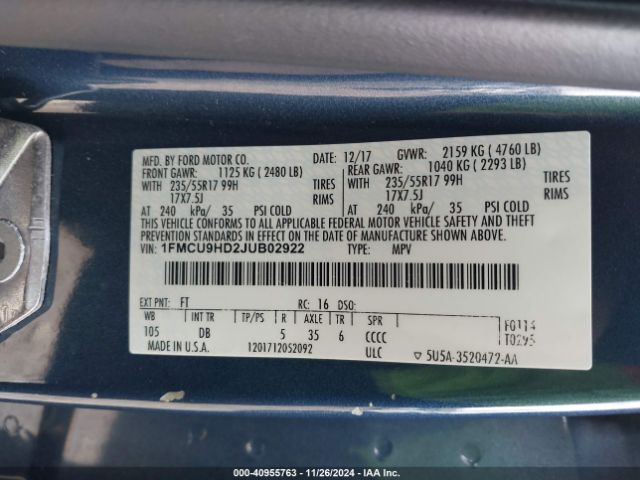 MFD. BY FORD MOTOR CO.
DATE: 12/17 GVWR: 2159 KG ( 4760 LB)
FRONT GAWR: 1125 KG ( 2480 LB) REAR GAWR: 1040 KG ( 2293 LB)
WITH 235/55R17 99H TIRES WITH 235/55R17 99H TIRES
17X7.5J RIMS 17X7.5J RIMS
AT 240 kPa/ 35 PSI COLD AT 240 kPa/ 35 PSI COLD
THIS VEHICLE CONFORMS TO ALL APPLICABLE FEDERAL MOTOR VEHICLE SAFETY AND THEFT
PREVENTION STANDARDS IN EFFECT ON THE DATE OF MANUFACTURE SHOWN ABOVE.
VIN: 1FMCU9HD2JUB02922 TYPE: MPV
EXT PNT: FT RC: 16 DSO:
WB INT TR TP/PS R AXLE TR SPR
105 DB 5 35 6 CCCC
MADE IN U.S.A. 12017120S2092 ULC
F0114
T0295
5U5A-3520472-AA
000-40955763 - 11/26/2024 - IAA Inc.